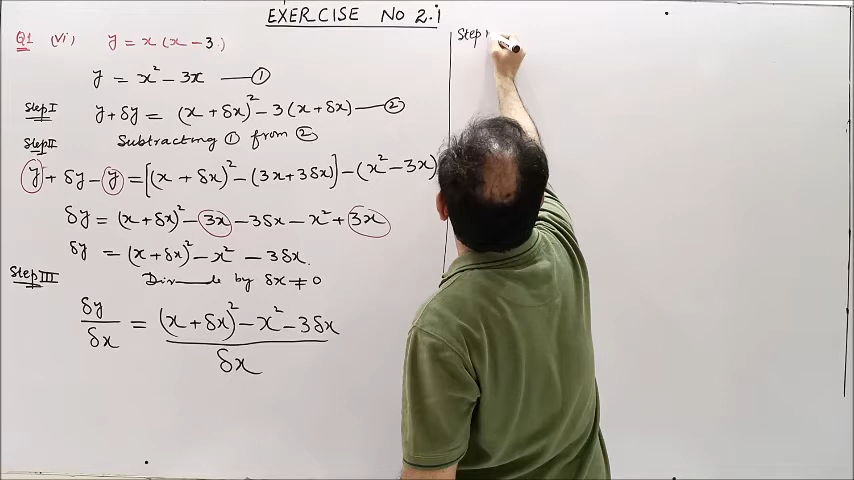 EXERCISE No 2.1
Q1 (vi) y = x (x - 3)
y = x² - 3x —— ①
Step I y + δy = (x + δx)² - 3(x + δx) —— ②
Step II Subtracting ① from ②
y + δy - y = [(x + δx)² - (3x + 3δx)] - (x² - 3x)
δy = (x + δx)² - 3x - 3δx - x² + 3x
δy = (x + δx)² - x² - 3δx.
Step III by δx ≠ 0
δy/δx = ((x + δx)² - x² - 3δx)/δx
Step